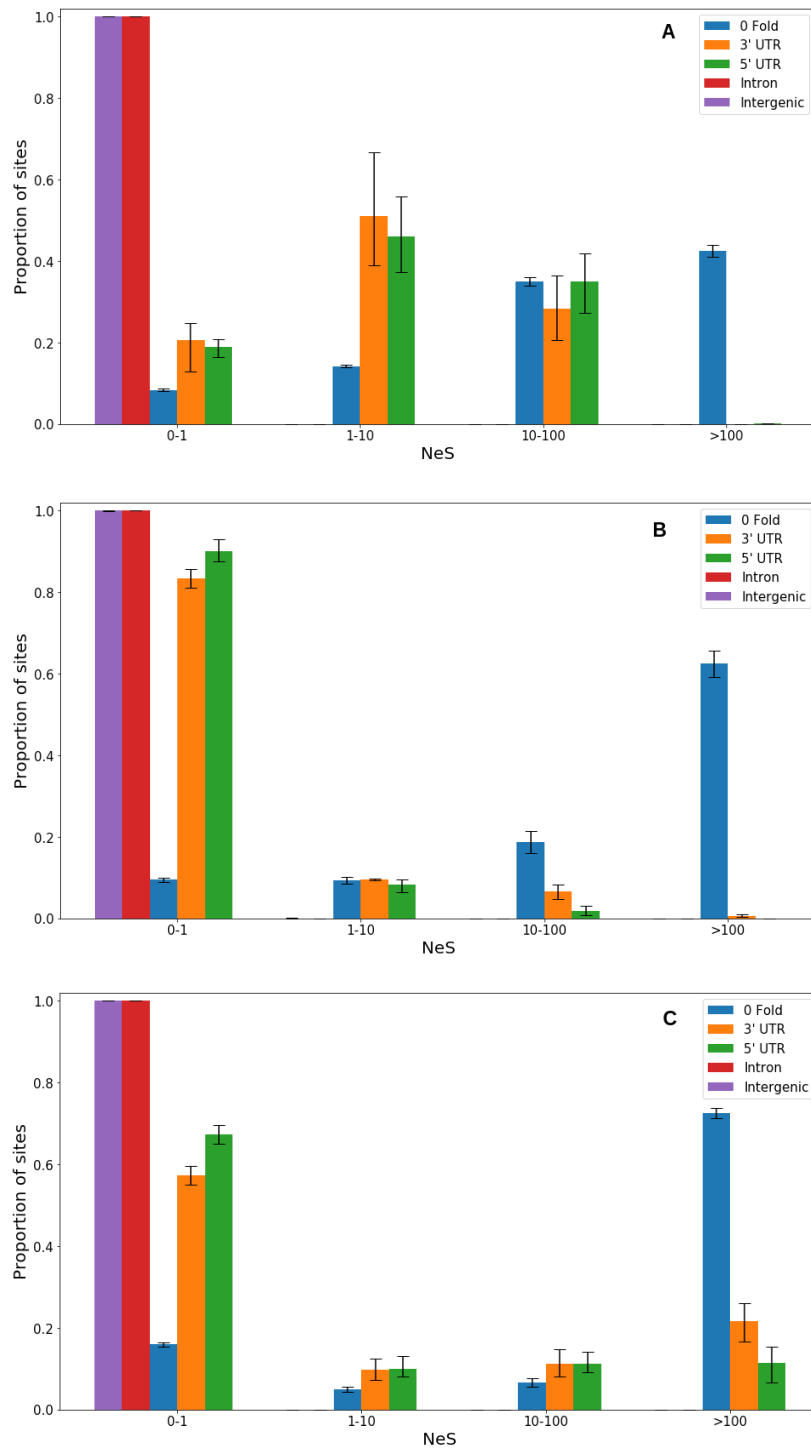 A
0 Fold
3' UTR
5' UTR
Intron
Intergenic
1.0
0.8
0.6
0.4
0.2
0.0
Proportion of sites
0-1
1-10
10-100
>100
NeS
B
0 Fold
3' UTR
5' UTR
Intron
Intergenic
1.0
0.8
0.6
0.4
0.2
0.0
Proportion of sites
0-1
1-10
10-100
>100
NeS
C
0 Fold
3' UTR
5' UTR
Intron
Intergenic
1.0
0.8
0.6
0.4
0.2
0.0
Proportion of sites
0-1
1-10
10-100
>100
NeS